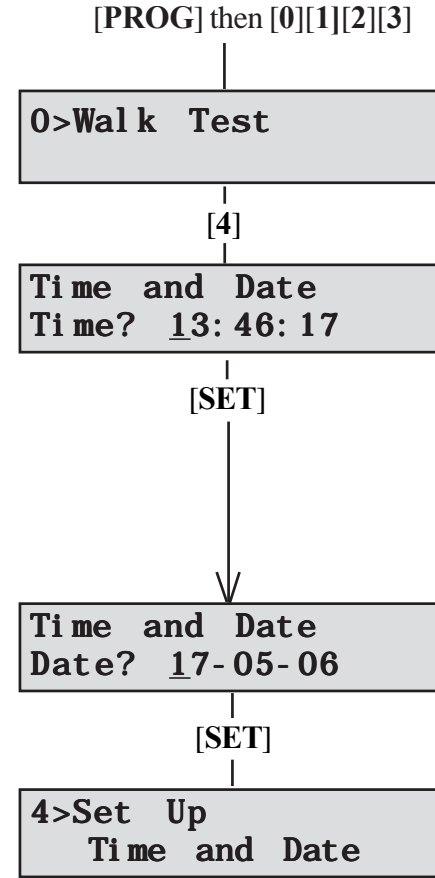 [PROG] then [0][1][2][3]
0>Walk Test
[4]
Time and Date
Time? 13:46:17
[SET]
Time and Date
Date? 17-05-06
[SET]
4>Set Up
Time and Date